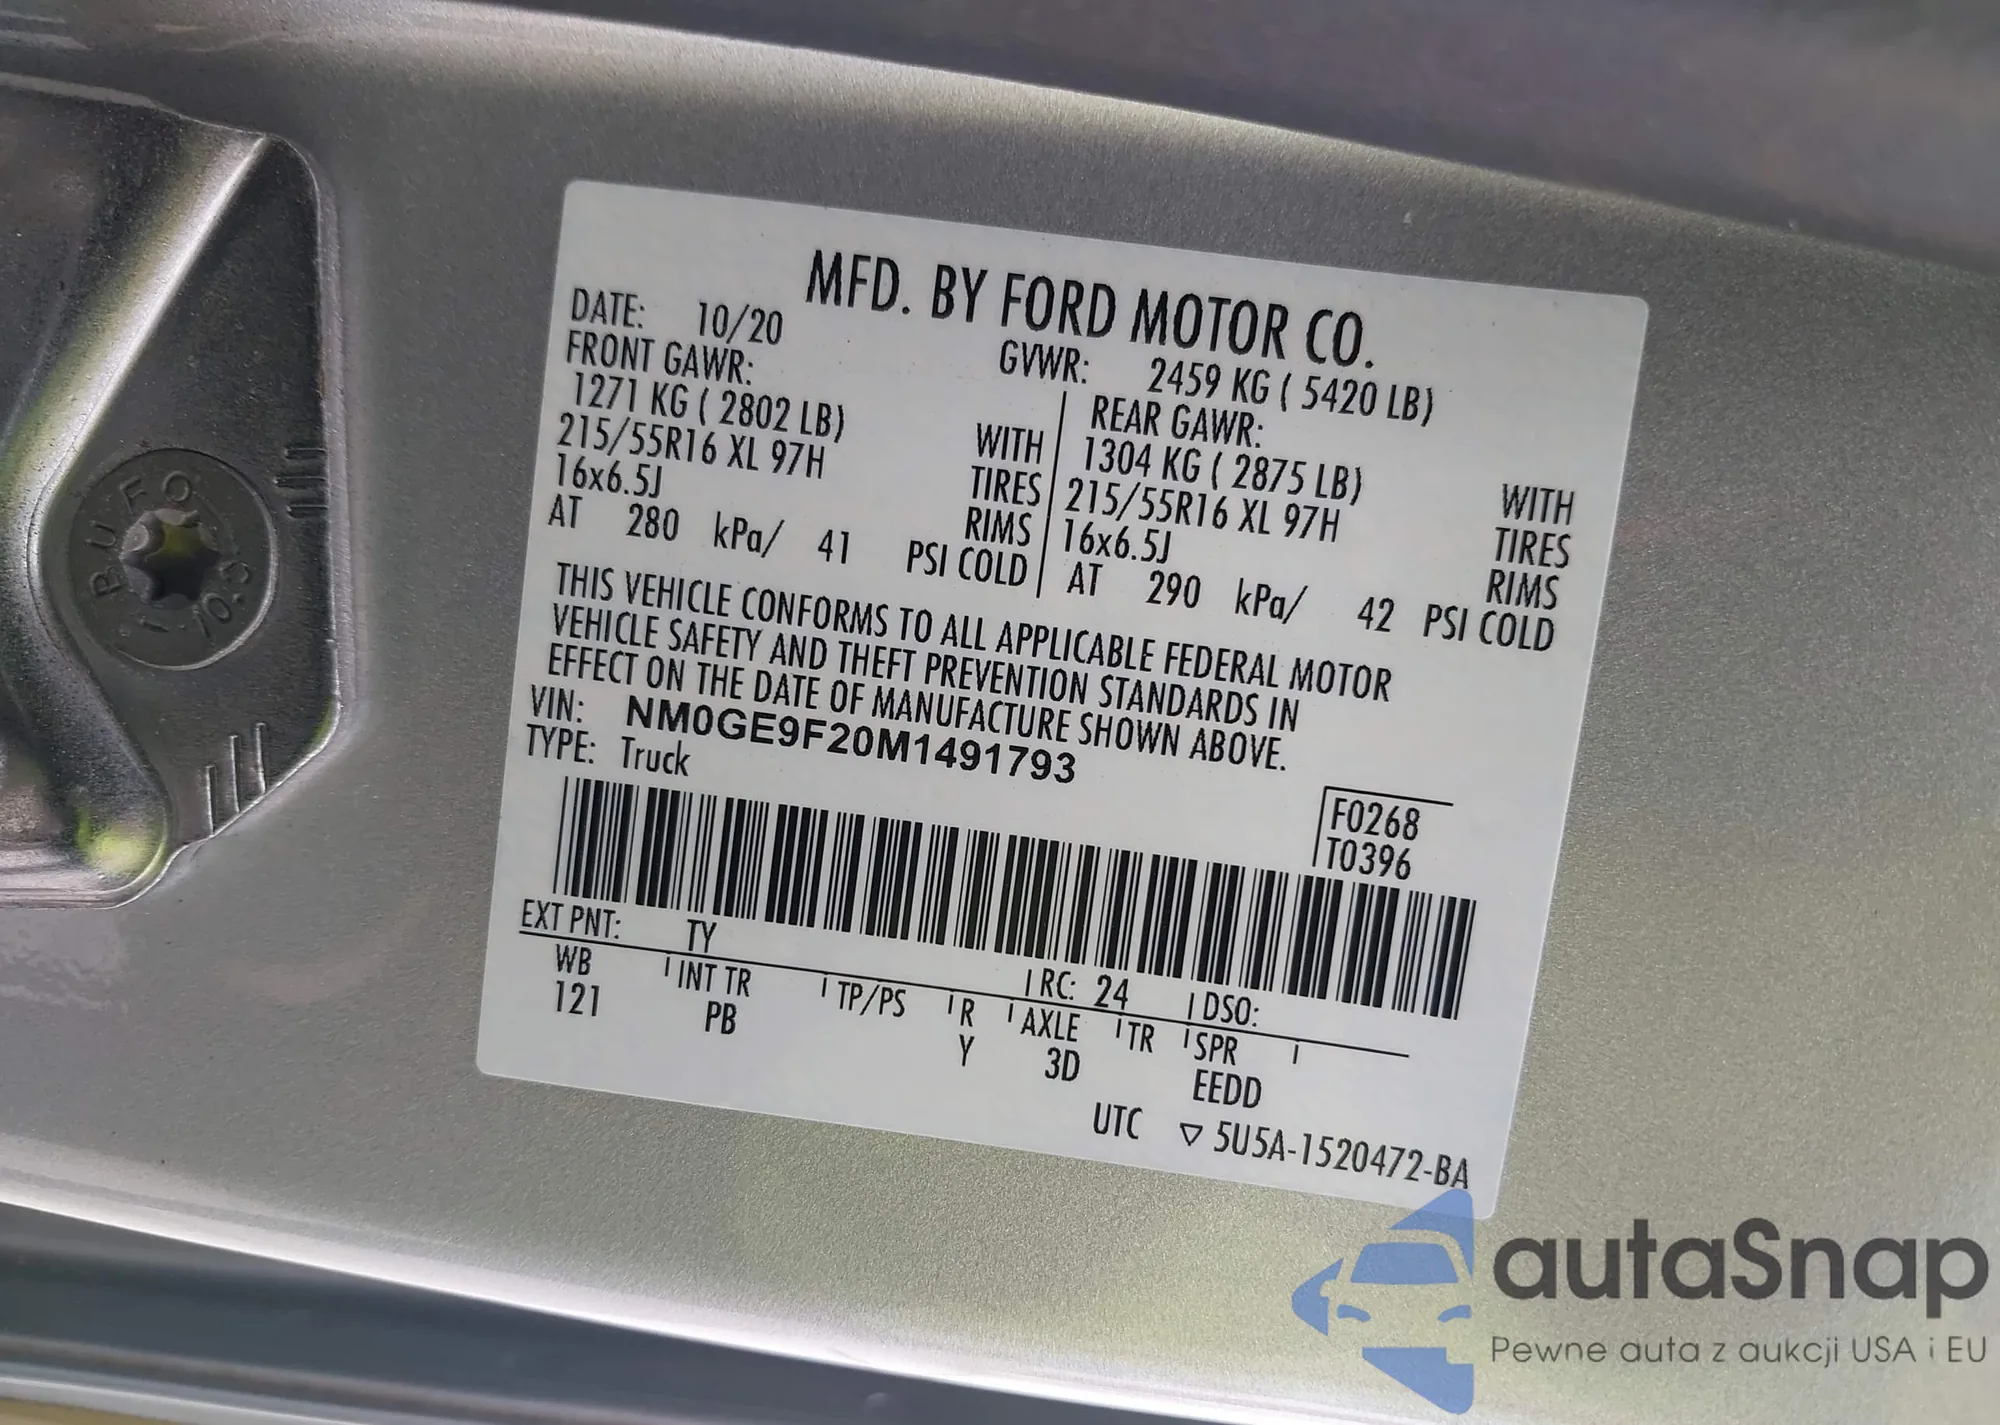 MFD. BY FORD MOTOR CO.
DATE: 10/20 GVWR: 2459 KG ( 5420 LB)
FRONT GAWR: REAR GAWR:
1271 KG ( 2802 LB) WITH 1304 KG ( 2875 LB) WITH
215/55R16 XL 97H TIRES 215/55R16 XL 97H TIRES
16x6.5J RIMS 16x6.5J RIMS
AT 280 kPa/ 41 PSI COLD AT 290 kPa/ 42 PSI COLD
THIS VEHICLE CONFORMS TO ALL APPLICABLE FEDERAL MOTOR
VEHICLE SAFETY AND THEFT PREVENTION STANDARDS IN
EFFECT ON THE DATE OF MANUFACTURE SHOWN ABOVE.
VIN: NM0GE9F20M1491793
TYPE: Truck
F0268
T0396
EXT PNT: TY RC: 24 DSO:
WB INT TR TP/PS R AXLE TR SPR
121 PB Y 3D EEDD
UTC ▽ 5U5A-1520472-BA
BUFO
10.9
autaSnap
Pewne auta z aukcji USA i EU